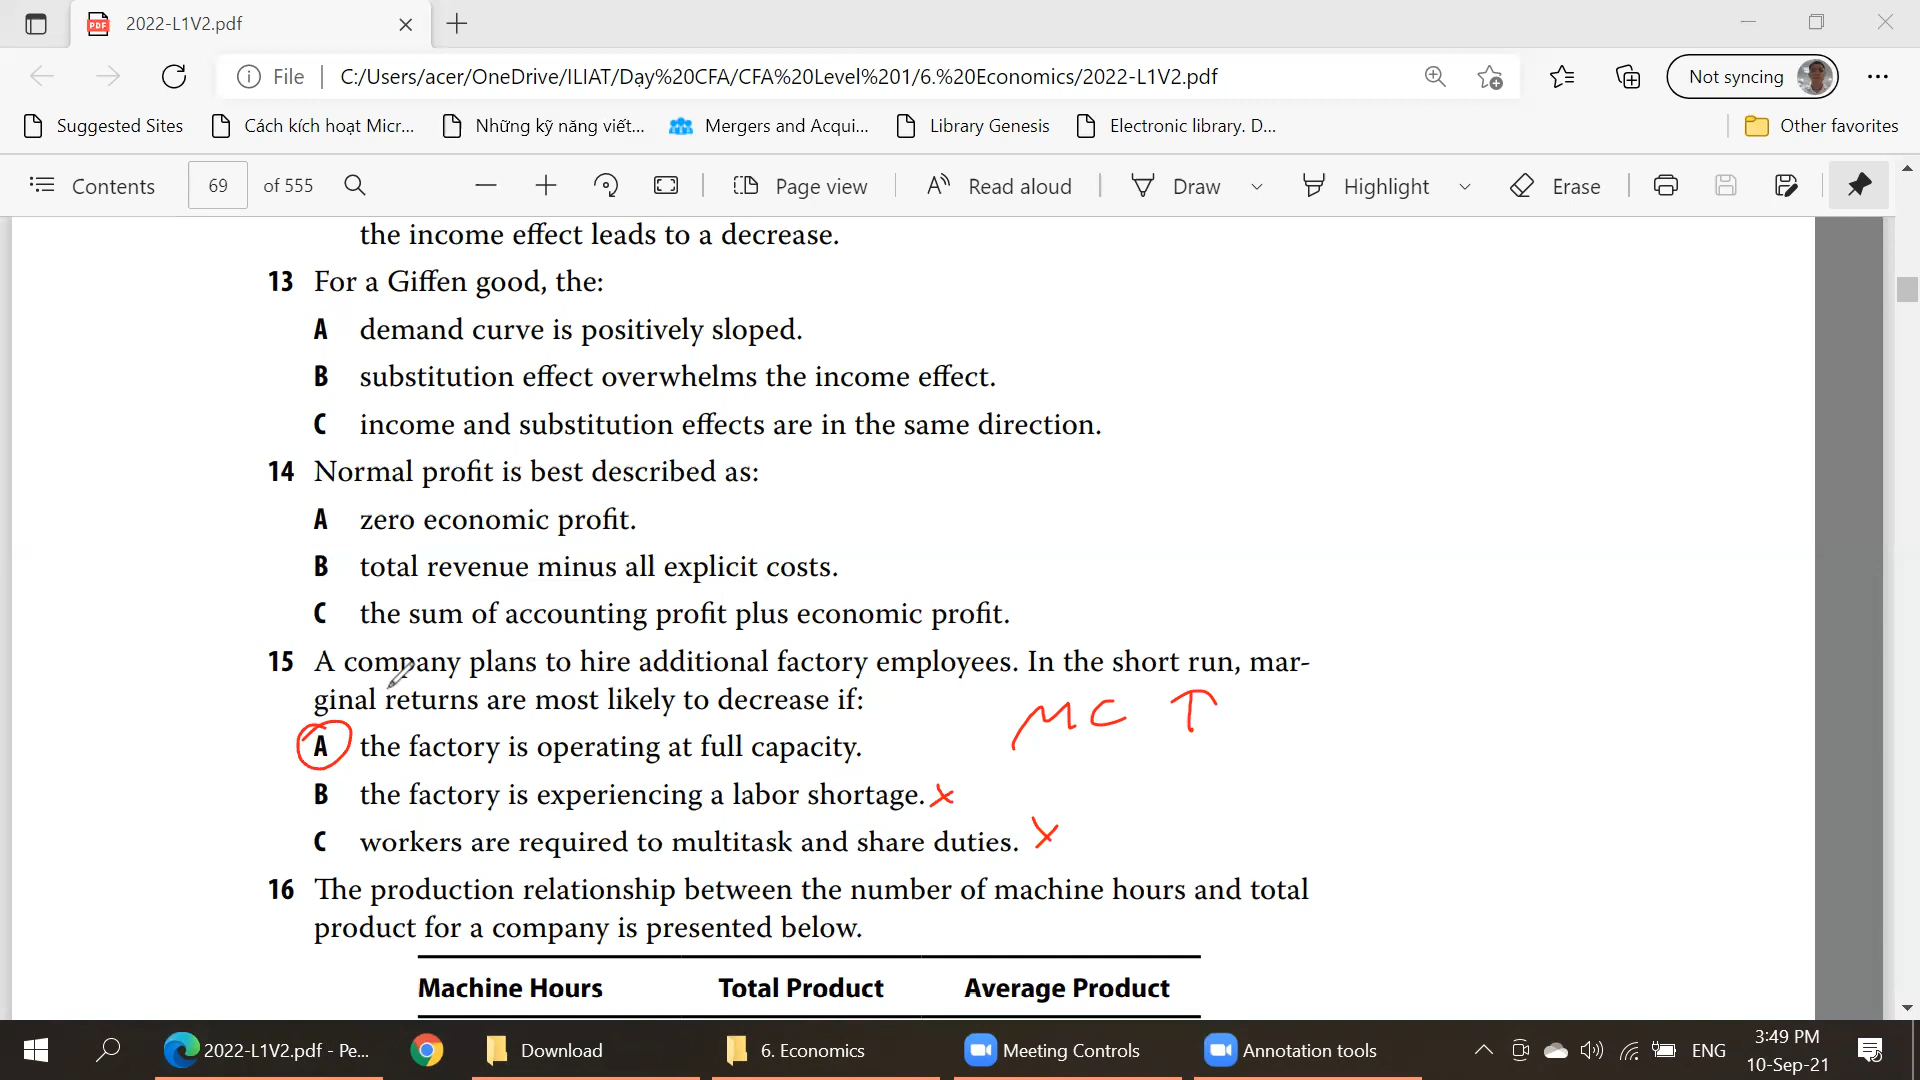 2022-L1V2.pdf
File
C:/Users/acer/OneDrive/ILIAT/Dạy%20CFA/CFA%20Level%201/6.%20Economics/2022-L1V2.pdf
Not syncing
Suggested Sites
Cách kích hoạt Micr...
Những kỹ năng viết...
Mergers and Acqui...
Library Genesis
Electronic library. D...
Other favorites
Contents
69 of 555
Page view
Read aloud
Draw
Highlight
Erase
the income effect leads to a decrease.
13 For a Giffen good, the:
A demand curve is positively sloped.
B substitution effect overwhelms the income effect.
C income and substitution effects are in the same direction.
14 Normal profit is best described as:
A zero economic profit.
B total revenue minus all explicit costs.
C the sum of accounting profit plus economic profit.
15 A company plans to hire additional factory employees. In the short run, mar-
ginal returns are most likely to decrease if:
MC ↑
A the factory is operating at full capacity.
B the factory is experiencing a labor shortage. x
C workers are required to multitask and share duties. x
16 The production relationship between the number of machine hours and total
product for a company is presented below.
Machine Hours Total Product Average Product
2022-L1V2.pdf - Pe...
Download
6. Economics
Meeting Controls
Annotation tools
ENG
3:49 PM
10-Sep-21